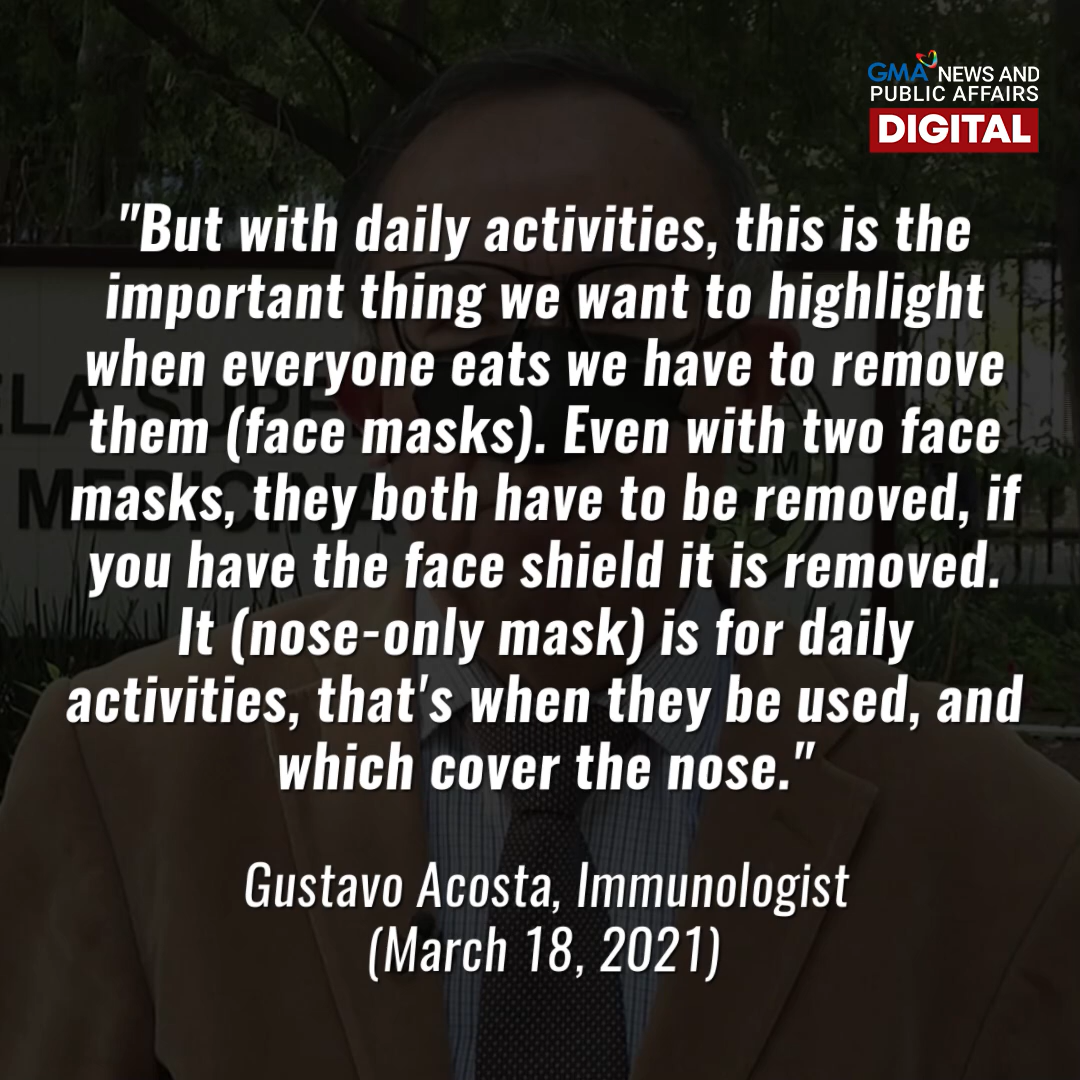 GMA NEWS AND
PUBLIC AFFAIRS
DIGITAL
"But with daily activities, this is the
important thing we want to highlight
when everyone eats we have to remove
them (face masks). Even with two face
masks, they both have to be removed, if
you have the face shield it is removed.
It (nose-only mask) is for daily
activities, that's when they be used, and
which cover the nose."
Gustavo Acosta, Immunologist
(March 18, 2021)